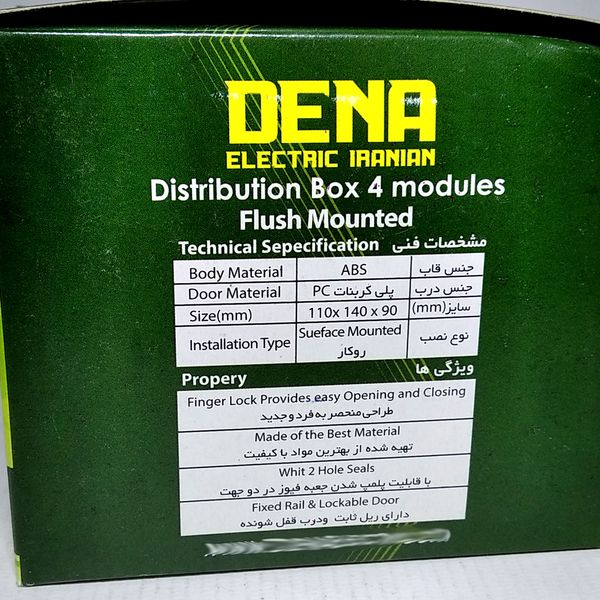 DENA
ELECTRIC IRANIAN
Distribution Box 4 modules
Flush Mounted
Technical Sepecification مشخصات فنی
Body Material ABS جنس قاب
Door Material پلی کربنات PC جنس درب
Size(mm) 110x 140 x 90 سایز(mm)
Installation Type Sueface Mounted روکار نوع نصب
ویژگی ها
Propery
Finger Lock Provides easy Opening and Closing
طراحی منحصر به فرد و جدید
Made of the Best Material
تهیه شده از بهترین مواد با کیفیت
Whit 2 Hole Seals
با قابلیت پلمپ شدن جعبه فیوز در دو جهت
Fixed Rail & Lockable Door
دارای ریل ثابت ودرب قفل شونده